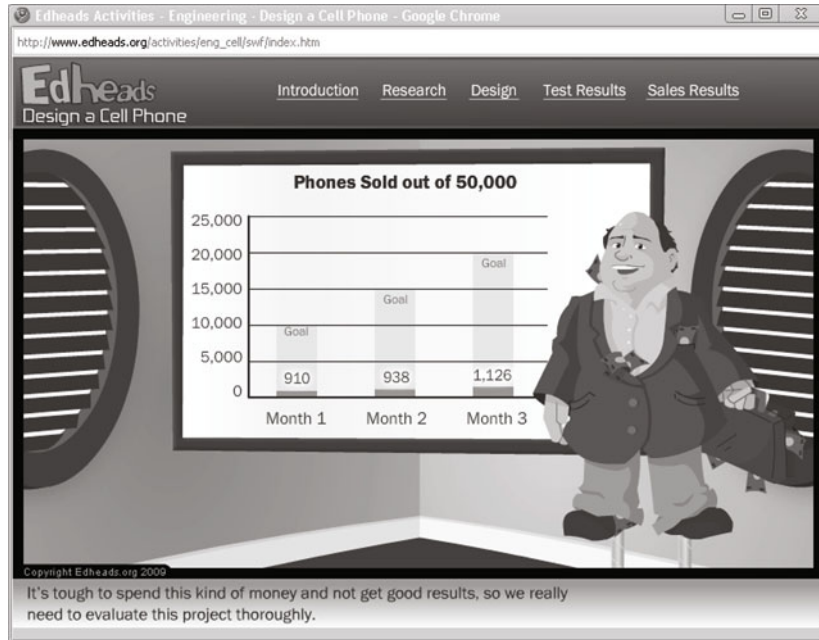 Edheads Activities - Engineering - Design a Cell Phone - Google Chrome
http://www.edheads.org/activities/eng_cell/swf/index.htm
Edheads
Design a Cell Phone
Introduction Research Design Test Results Sales Results
Phones Sold out of 50,000
25,000
20,000
Goal
15,000
Goal
10,000
Goal
5,000
910 938 1,126
0
Month 1 Month 2 Month 3
Copyright Edheads.org 2009
It's tough to spend this kind of money and not get good results, so we really
need to evaluate this project thoroughly.